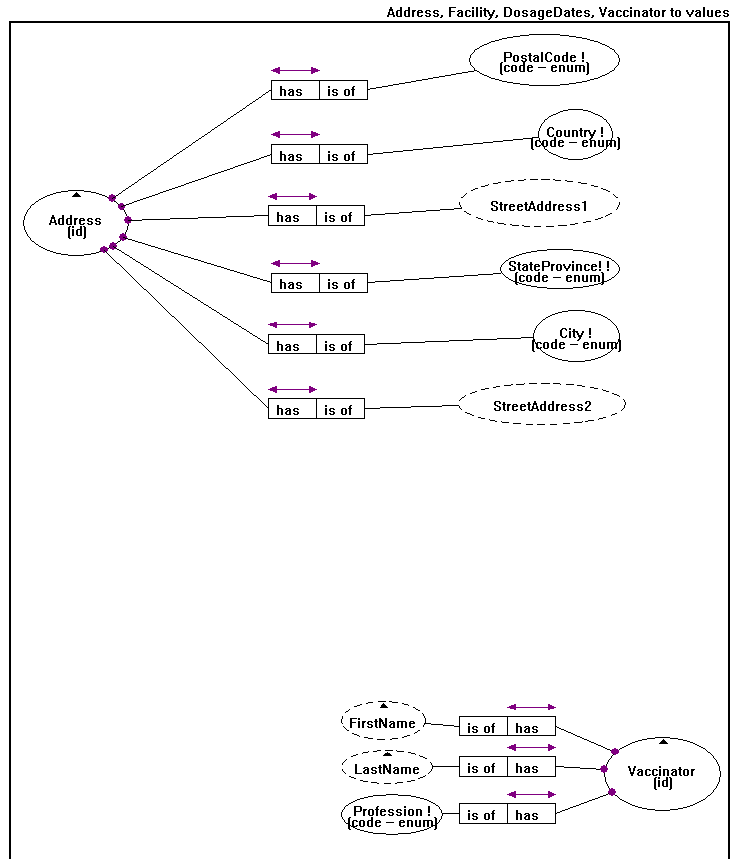 Address, Facility, DosageDates, Vaccinator to values
PostalCode !
(code – enum)
has is of
Country !
(code – enum)
has is of
StreetAddress1
has is of
Address
(id)
StateProvince! !
(code – enum)
has is of
City !
(code – enum)
has is of
StreetAddress2
has is of
FirstName
is of has
LastName
is of has
Vaccinator
(id)
Profession !
(code – enum)
is of has